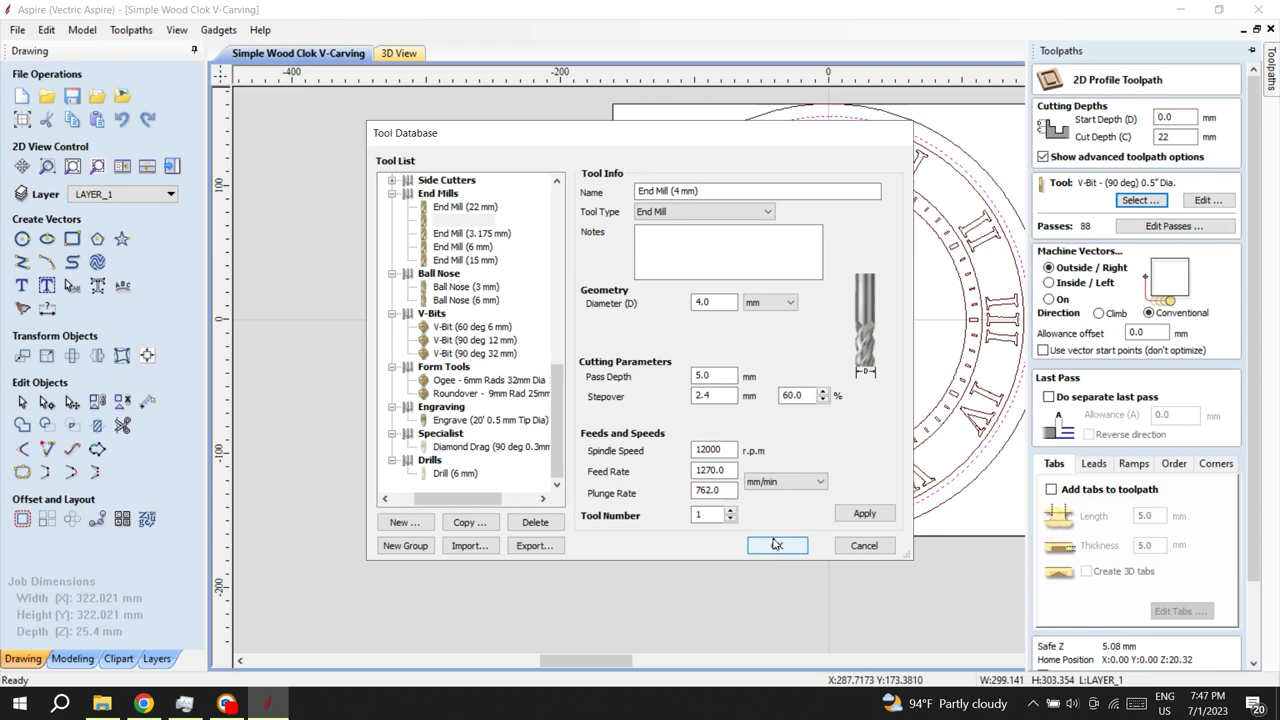 Aspire (Vectric Aspire) - [Simple Wood Clok V-Carving}
File Edit Model Toolpaths View Gadgets Help
Drawing
File Operations
2D View Control
Layer LAYER_1
Create Vectors
Transform Objects
Edit Objects
Offset and Layout
Job Dimensions
Width [X]: 322.021 mm
Height [Y]: 322.021 mm
Depth [Z]: 25.4 mm
Drawing Modeling Clipart Layers
Ready
Simple Wood Clok V-Carving 3D View
-400 -200 0
100
0
-100
-200
Tool Database
Tool List
Side Cutters
End Mills
End Mill (22 mm)
End Mill (3.175 mm)
End Mill (6 mm)
End Mill (15 mm)
Ball Nose
Ball Nose (3 mm)
Ball Nose (6 mm)
V-Bits
V-Bit (60 deg 6 mm)
V-Bit (90 deg 12 mm)
V-Bit (90 deg 32 mm)
Form Tools
Ogee - 6mm Rads 32mm Dia
Roundover - 9mm Rad 25mm
Engraving
Engrave (20° 0.5 mm Tip Dia)
Specialist
Diamond Drag (90 deg 0.3mm
Drills
Drill (6 mm)
New ... Copy ... Delete
New Group Import... Export...
Tool Info
Name End Mill (4 mm)
Tool Type End Mill
Notes
Geometry
Diameter (D) 4.0 mm
D
Cutting Parameters
Pass Depth 5.0 mm
Stepover 2.4 mm 60.0 %
Feeds and Speeds
Spindle Speed 12000 r.p.m
Feed Rate 1270.0
mm/min
Plunge Rate 762.0
Tool Number 1 Apply
Cancel
II
III
IV
Toolpaths
2D Profile Toolpath
Cutting Depths
Start Depth (D) 0.0 mm
Cut Depth (C) 22 mm
Show advanced toolpath options
Tool: V-Bit - (90 deg) 0.5" Dia.
Select ... Edit ...
Passes: 88 Edit Passes ...
Machine Vectors...
Outside / Right
Inside / Left
On
Direction Climb Conventional
Allowance offset 0.0 mm
Use vector start points (don't optimize)
Last Pass
Do separate last pass
A Allowance (A) 0.0 mm
Reverse direction
Tabs Leads Ramps Order Corners
Add tabs to toolpath
Length 5.0 mm
Thickness 5.0 mm
Create 3D tabs
Edit Tabs ....
Safe Z 5.08 mm
Home Position X:0.00 Y:0.00 Z:20.32
Toolpaths
X:287.7173 Y:173.3810 W:299.141 H:303.354 L:LAYER_1
94°F Partly cloudy
ENG
US
7:47 PM
7/1/2023
20